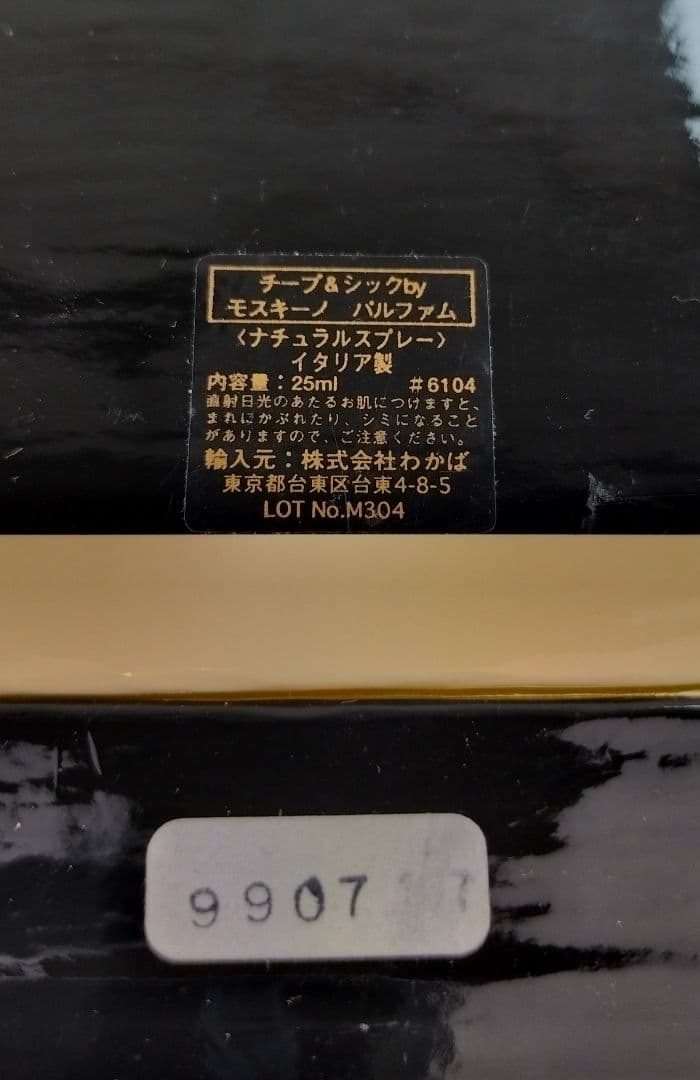 チープ&シックby
モスキーノ パルファム
〈ナチュラルスプレー〉
イタリア製
内容量：25ml #6104
直射日光のあたるお肌につけますと、
まれにかぶれたり、シミになること
がありますので、ご注意ください。
輸入元：株式会社わかば
東京都台東区台東4-8-5
LOT No.M304
9907 7